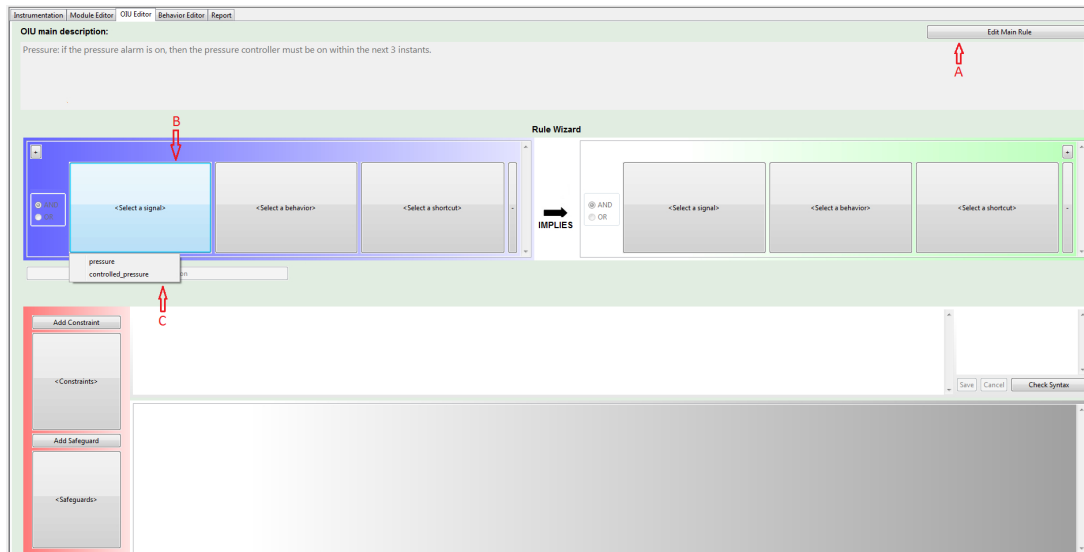 Instrumentation Module Editor OIU Editor Behavior Editor Report
OIU main description:
Edit Main Rule
Pressure: if the pressure alarm is on, then the pressure controller must be on within the next 3 instants.
A
B
Rule Wizard
+ +
AND <Select a signal> <Select a behavior> <Select a shortcut> - AND <Select a signal> <Select a behavior> <Select a shortcut> -
OR OR
IMPLIES
pressure
controlled_pressure
C
Add Constraint
<Constraints>
Save Cancel Check Syntax
Add Safeguard
<Safeguards>